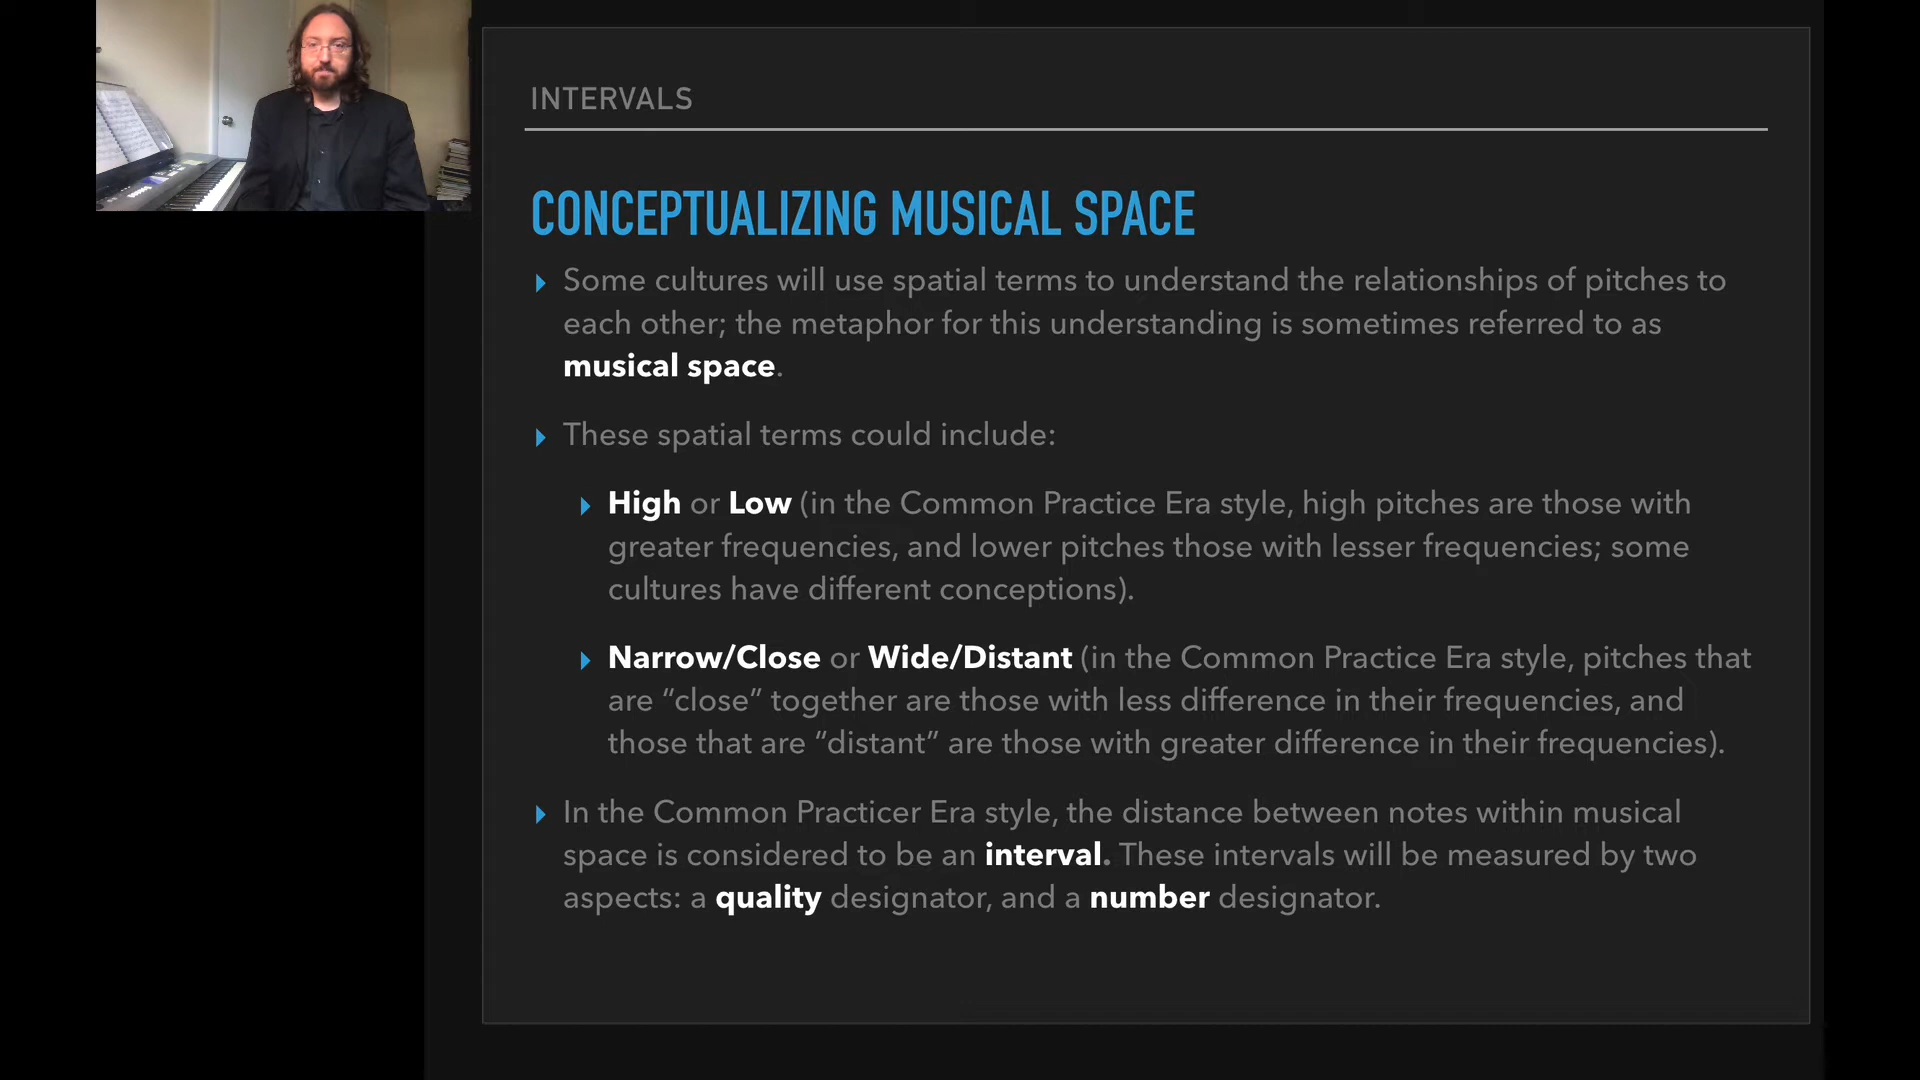 INTERVALS
CONCEPTUALIZING MUSICAL SPACE
Some cultures will use spatial terms to understand the relationships of pitches to
each other; the metaphor for this understanding is sometimes referred to as
musical space.
These spatial terms could include:
High or Low (in the Common Practice Era style, high pitches are those with
greater frequencies, and lower pitches those with lesser frequencies; some
cultures have different conceptions).
Narrow/Close or Wide/Distant (in the Common Practice Era style, pitches that
are “close” together are those with less difference in their frequencies, and
those that are “distant” are those with greater difference in their frequencies).
In the Common Practicer Era style, the distance between notes within musical
space is considered to be an interval. These intervals will be measured by two
aspects: a quality designator, and a number designator.